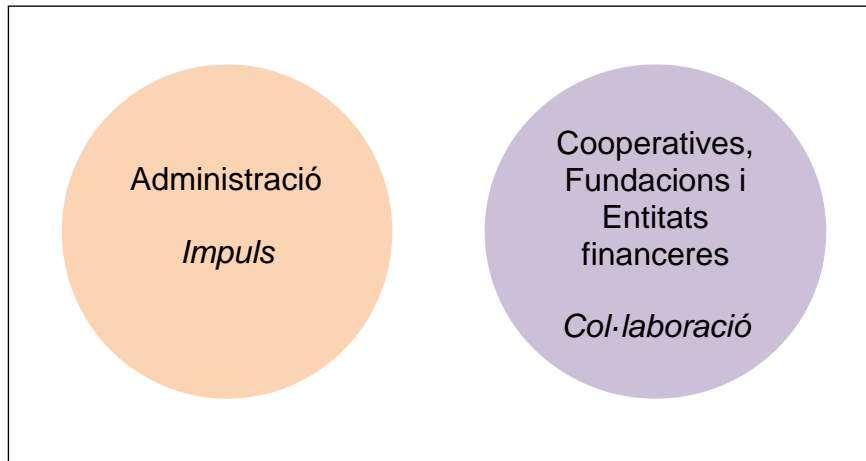 Administració
Impuls
Cooperatives,
Fundacions i
Entitats
financeres
Col·laboració